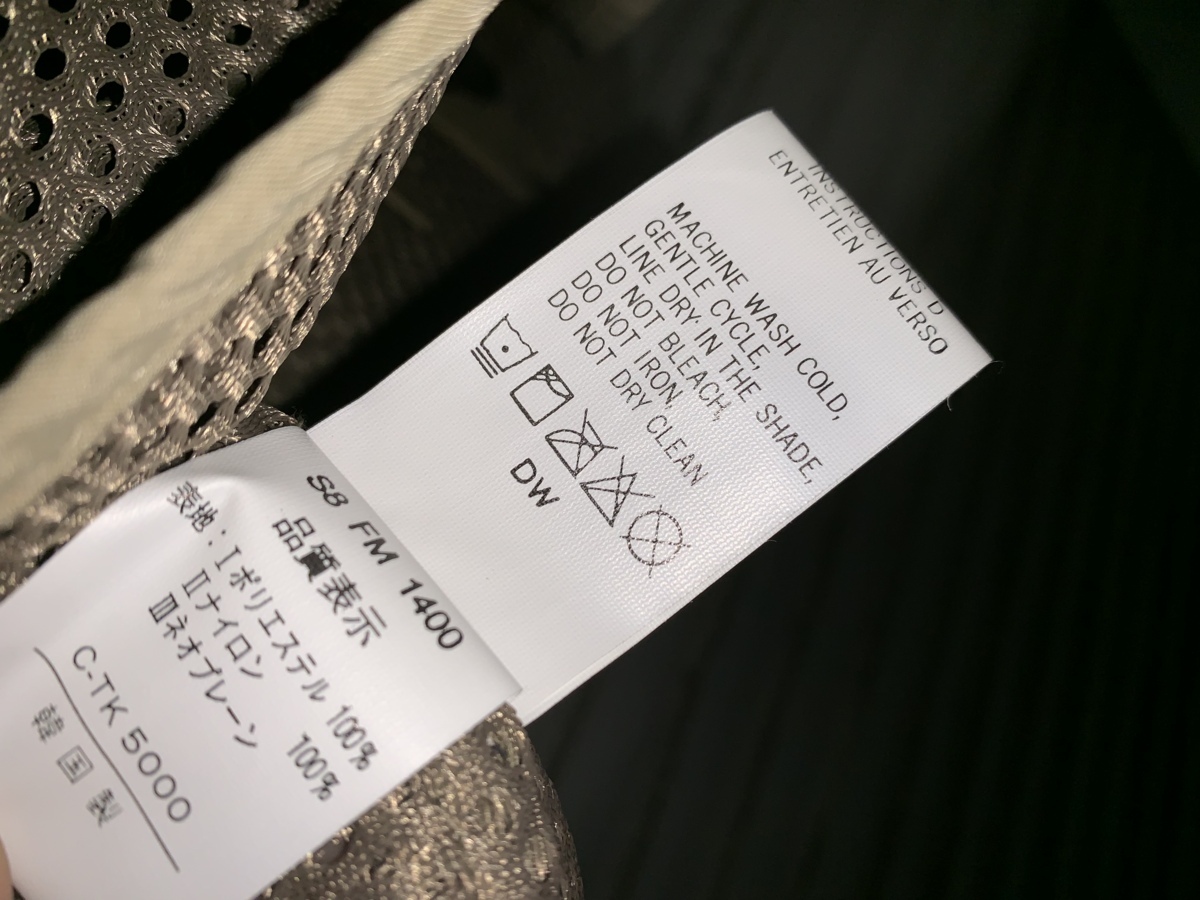 INSTRUCTIONS D
ENTRETIEN AU VERSO
MACHINE WASH COLD,
GENTLE CYCLE,
LINE DRY IN THE SHADE,
DO NOT BLEACH,
DO NOT IRON,
DO NOT DRY CLEAN
DW
S8 FM 1400
品質表示
表地:Ⅰポリエステル 100%
Ⅱナイロン 100%
Ⅲネオプレーン
C-TK 5000
韓国製